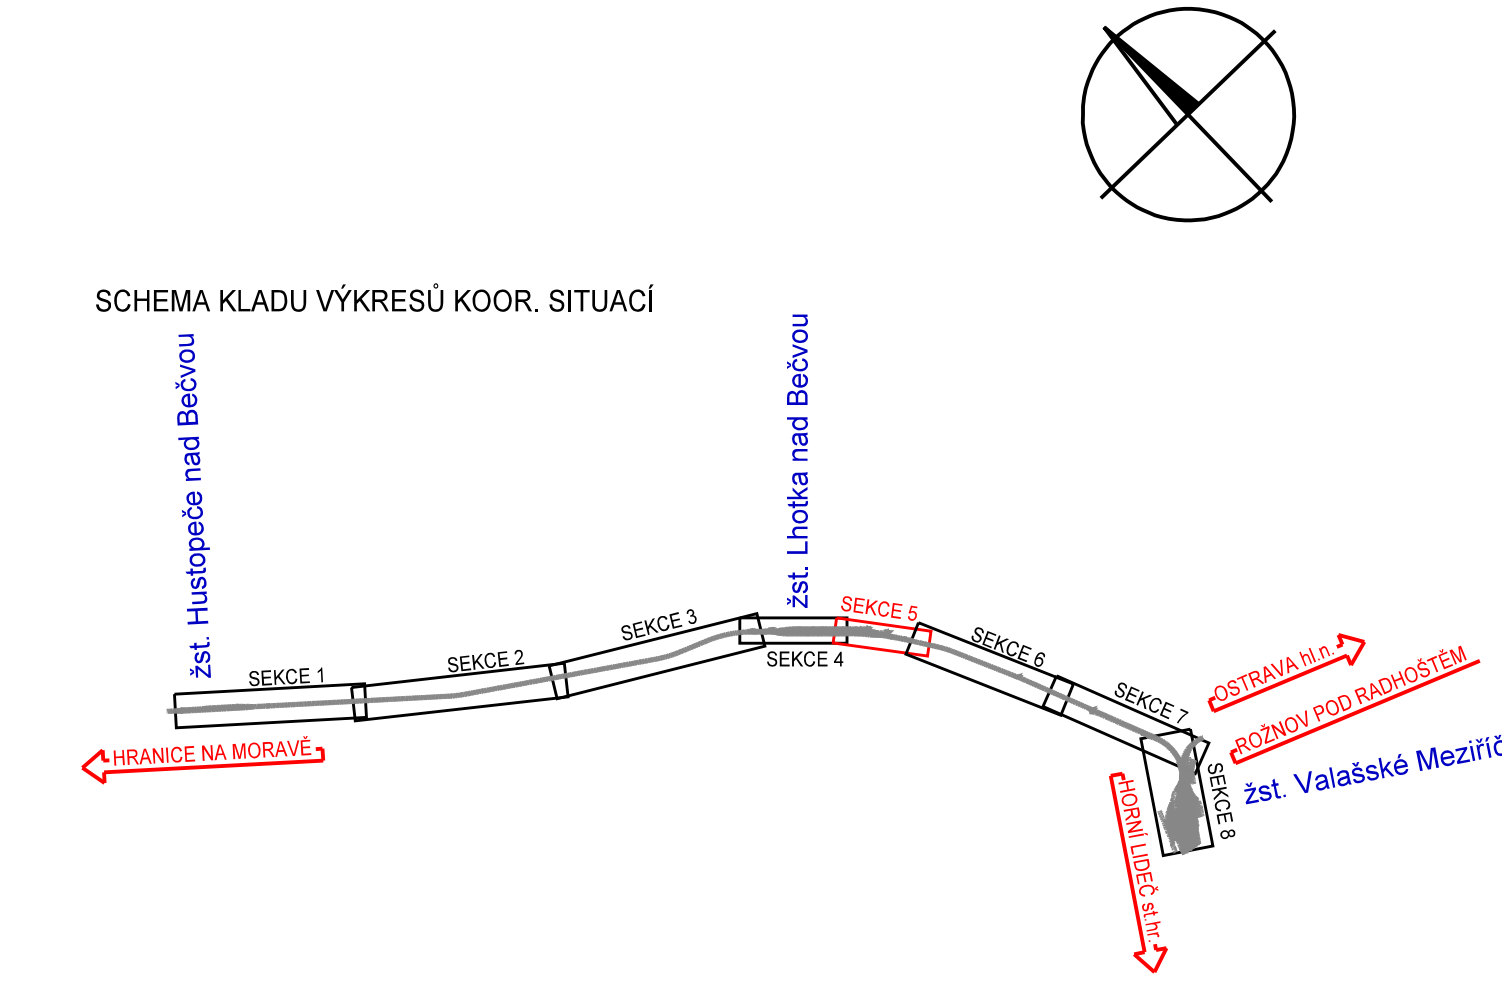 SCHEMA KLADU VÝKRESŮ KOOR. SITUACÍ
žst. Hustopeče nad Bečvou
žst. Lhotka nad Bečvou
SEKCE 1
SEKCE 2
SEKCE 3
SEKCE 4
SEKCE 5
SEKCE 6
SEKCE 7
SEKCE 8
HRANICE NA MORAVĚ
OSTRAVA hl.n.
ROŽNOV POD RADHOŠTĚM
žst. Valašské Meziříč
HORNÍ LIDEČ st.hr.